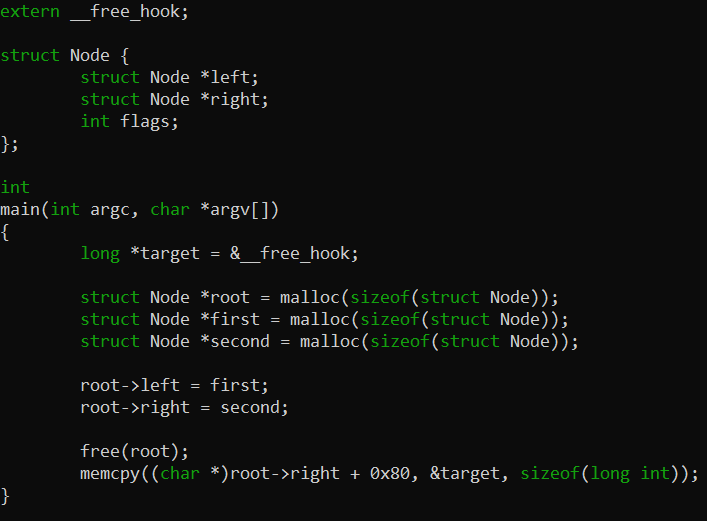 extern __free_hook;

struct Node {
        struct Node *left;
        struct Node *right;
        int flags;
};

int
main(int argc, char *argv[])
{
        long *target = &__free_hook;

        struct Node *root = malloc(sizeof(struct Node));
        struct Node *first = malloc(sizeof(struct Node));
        struct Node *second = malloc(sizeof(struct Node));

        root->left = first;
        root->right = second;

        free(root);
        memcpy((char *)root->right + 0x80, &target, sizeof(long int));
}